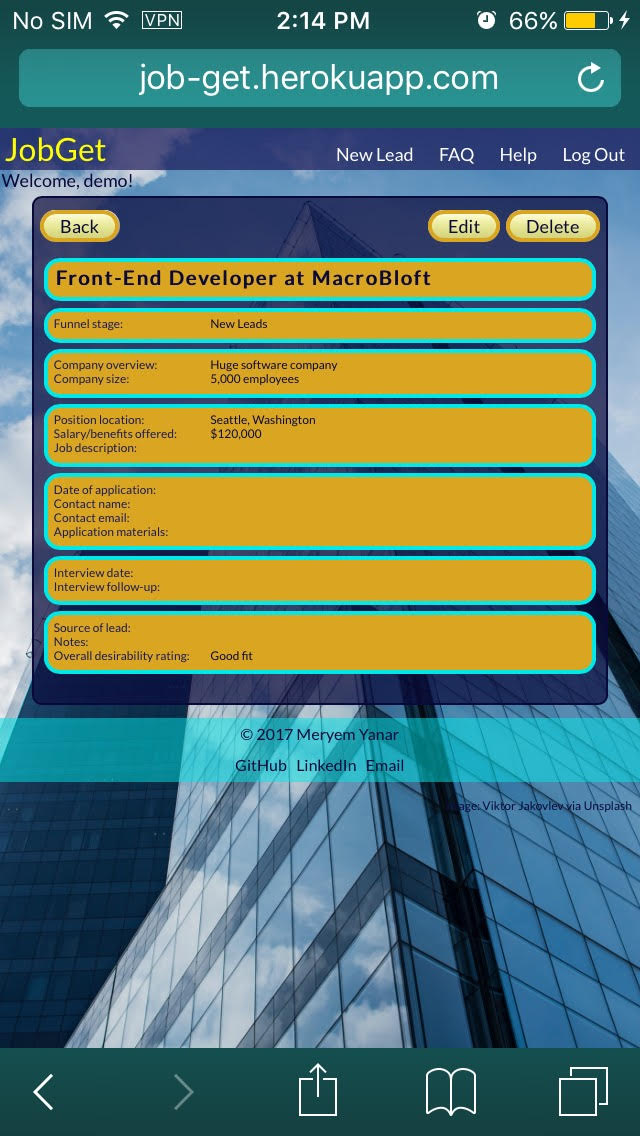 No SIM VPN 2:14 PM 66%
job-get.herokuapp.com
JobGet New Lead FAQ Help Log Out
Welcome, demo!
Back Edit Delete
Front-End Developer at MacroBloft
Funnel stage: New Leads
Company overview: Huge software company
Company size: 5,000 employees
Position location: Seattle, Washington
Salary/benefits offered: $120,000
Job description:
Date of application:
Contact name:
Contact email:
Application materials:
Interview date:
Interview follow-up:
Source of lead:
Notes:
Overall desirability rating: Good fit
© 2017 Meryem Yanar
GitHub LinkedIn Email
Viktor Jakovlev via Unsplash